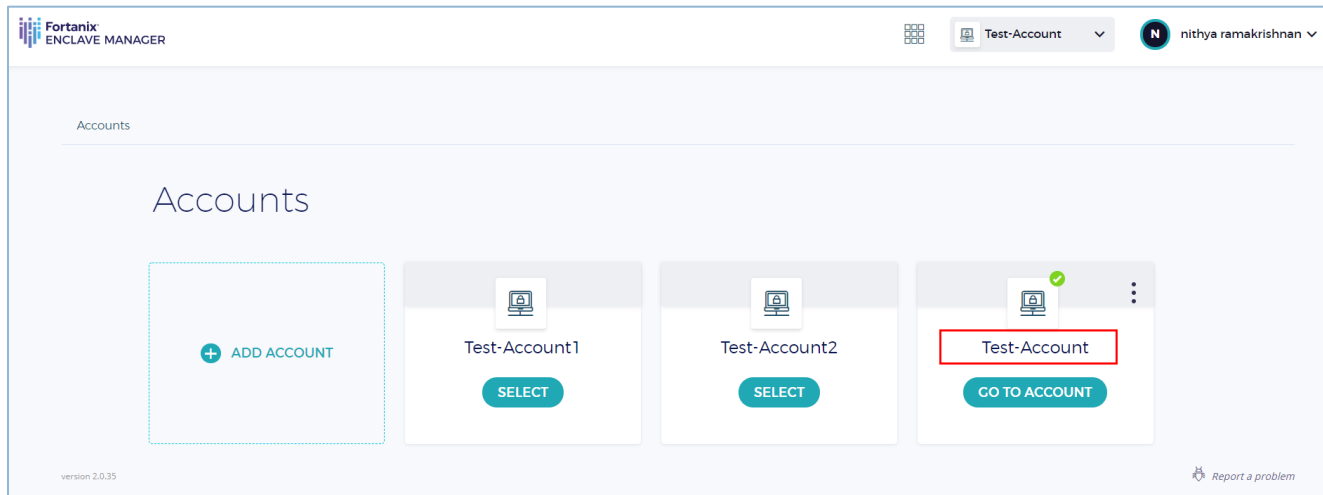 Fortanix
ENCLAVE MANAGER
Test-Account
N
nithya ramakrishnan
Accounts
Accounts
ADD ACCOUNT
Test-Account1
SELECT
Test-Account2
SELECT
Test-Account
GO TO ACCOUNT
version 2.0.35
Report a problem